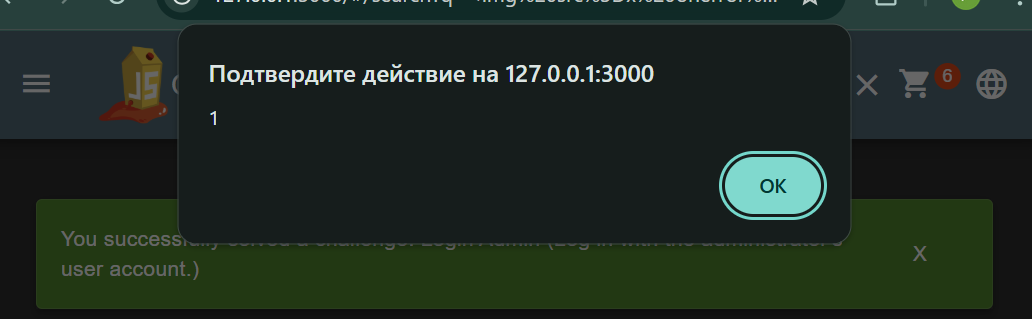 Подтвердите действие на 127.0.0.1:3000
1
OK
JS
6
You successfully solved a challenge: Login Admin (Log in with the administrator's
user account.)
X